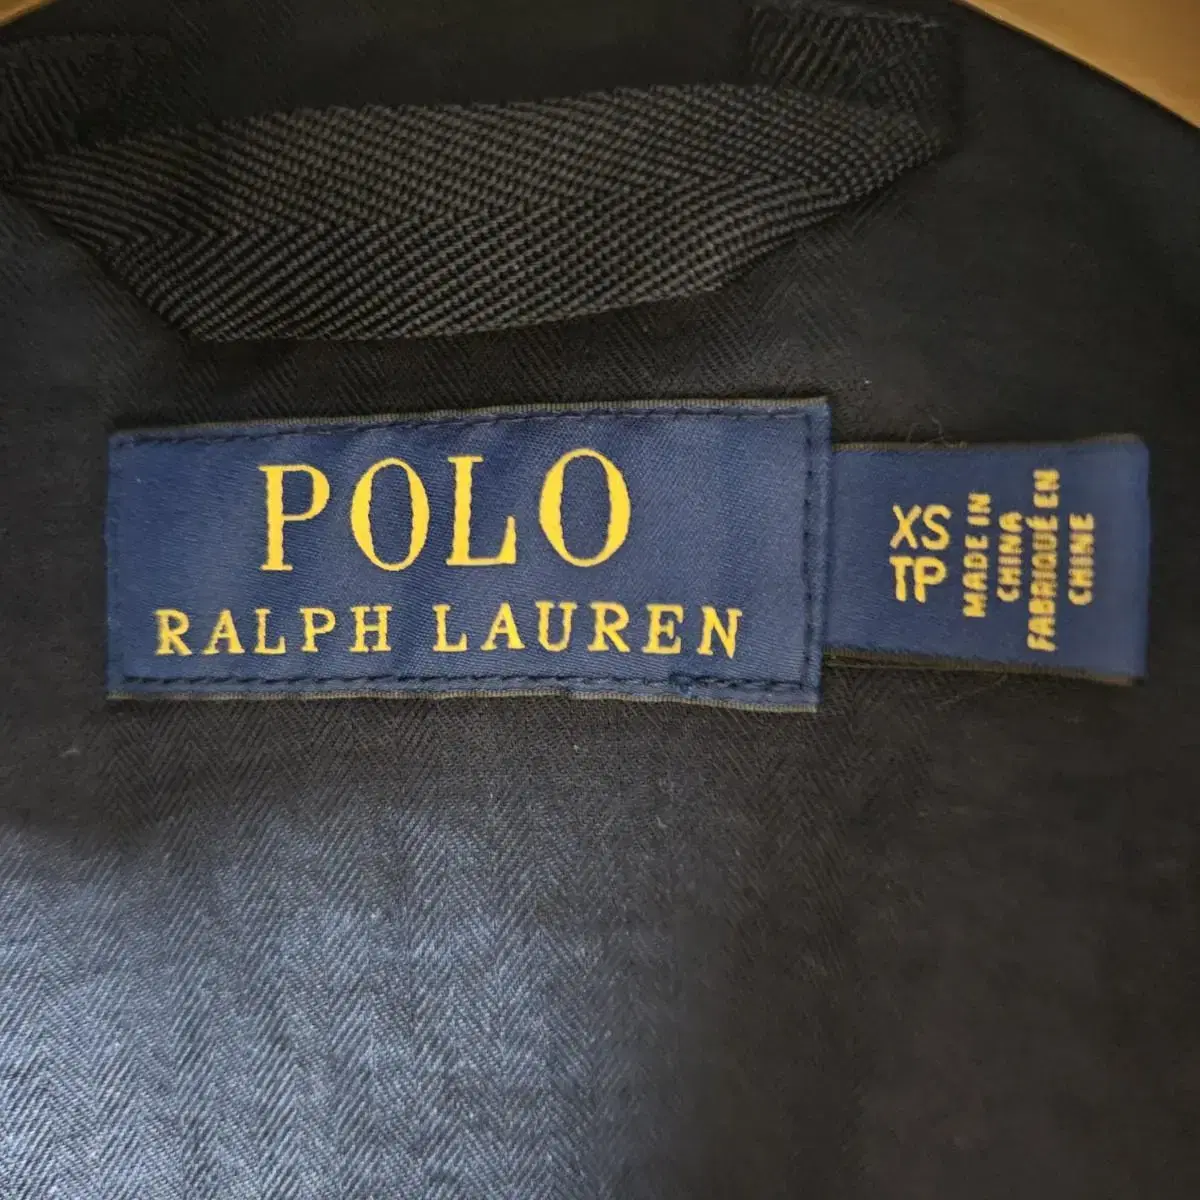 POLO
RALPH LAUREN
XS
TP
MADE IN
CHINA
FABRIQUÉ EN
CHINE